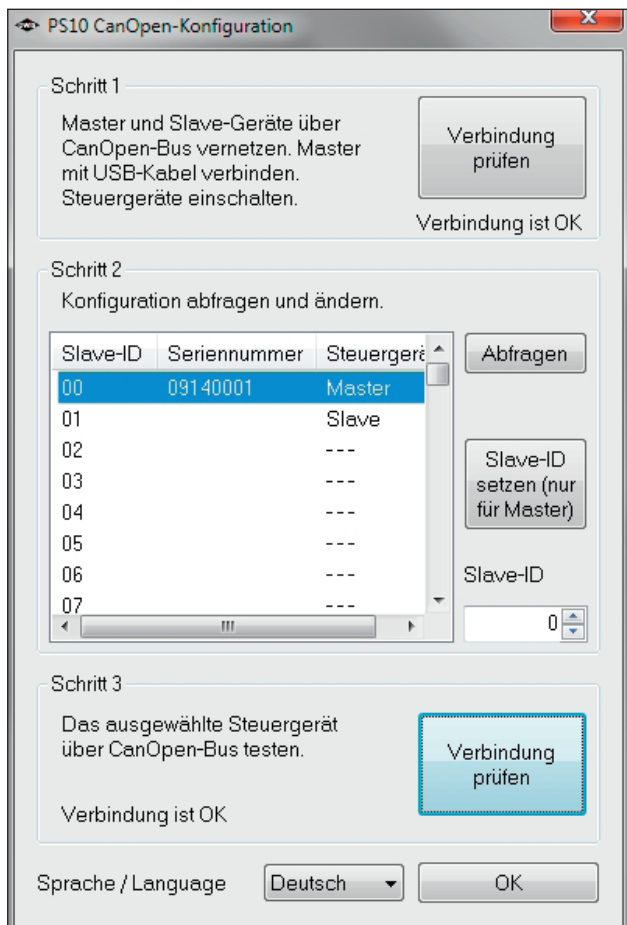 PS10 CanOpen-Konfiguration
Schritt 1
Master und Slave-Geräte über
CanOpen-Bus vernetzen. Master
mit USB-Kabel verbinden.
Steuergeräte einschalten.
Verbindung
prüfen
Verbindung ist OK
Schritt 2
Konfiguration abfragen und ändern.
Slave-ID Seriennummer Steuergerä
00 09140001 Master
01 Slave
02 ---
03 ---
04 ---
05 ---
06 ---
07 ---
Abfragen
Slave-ID
setzen (nur
für Master)
Slave-ID
0
Schritt 3
Das ausgewählte Steuergerät
über CanOpen-Bus testen.
Verbindung
prüfen
Verbindung ist OK
Sprache / Language Deutsch OK